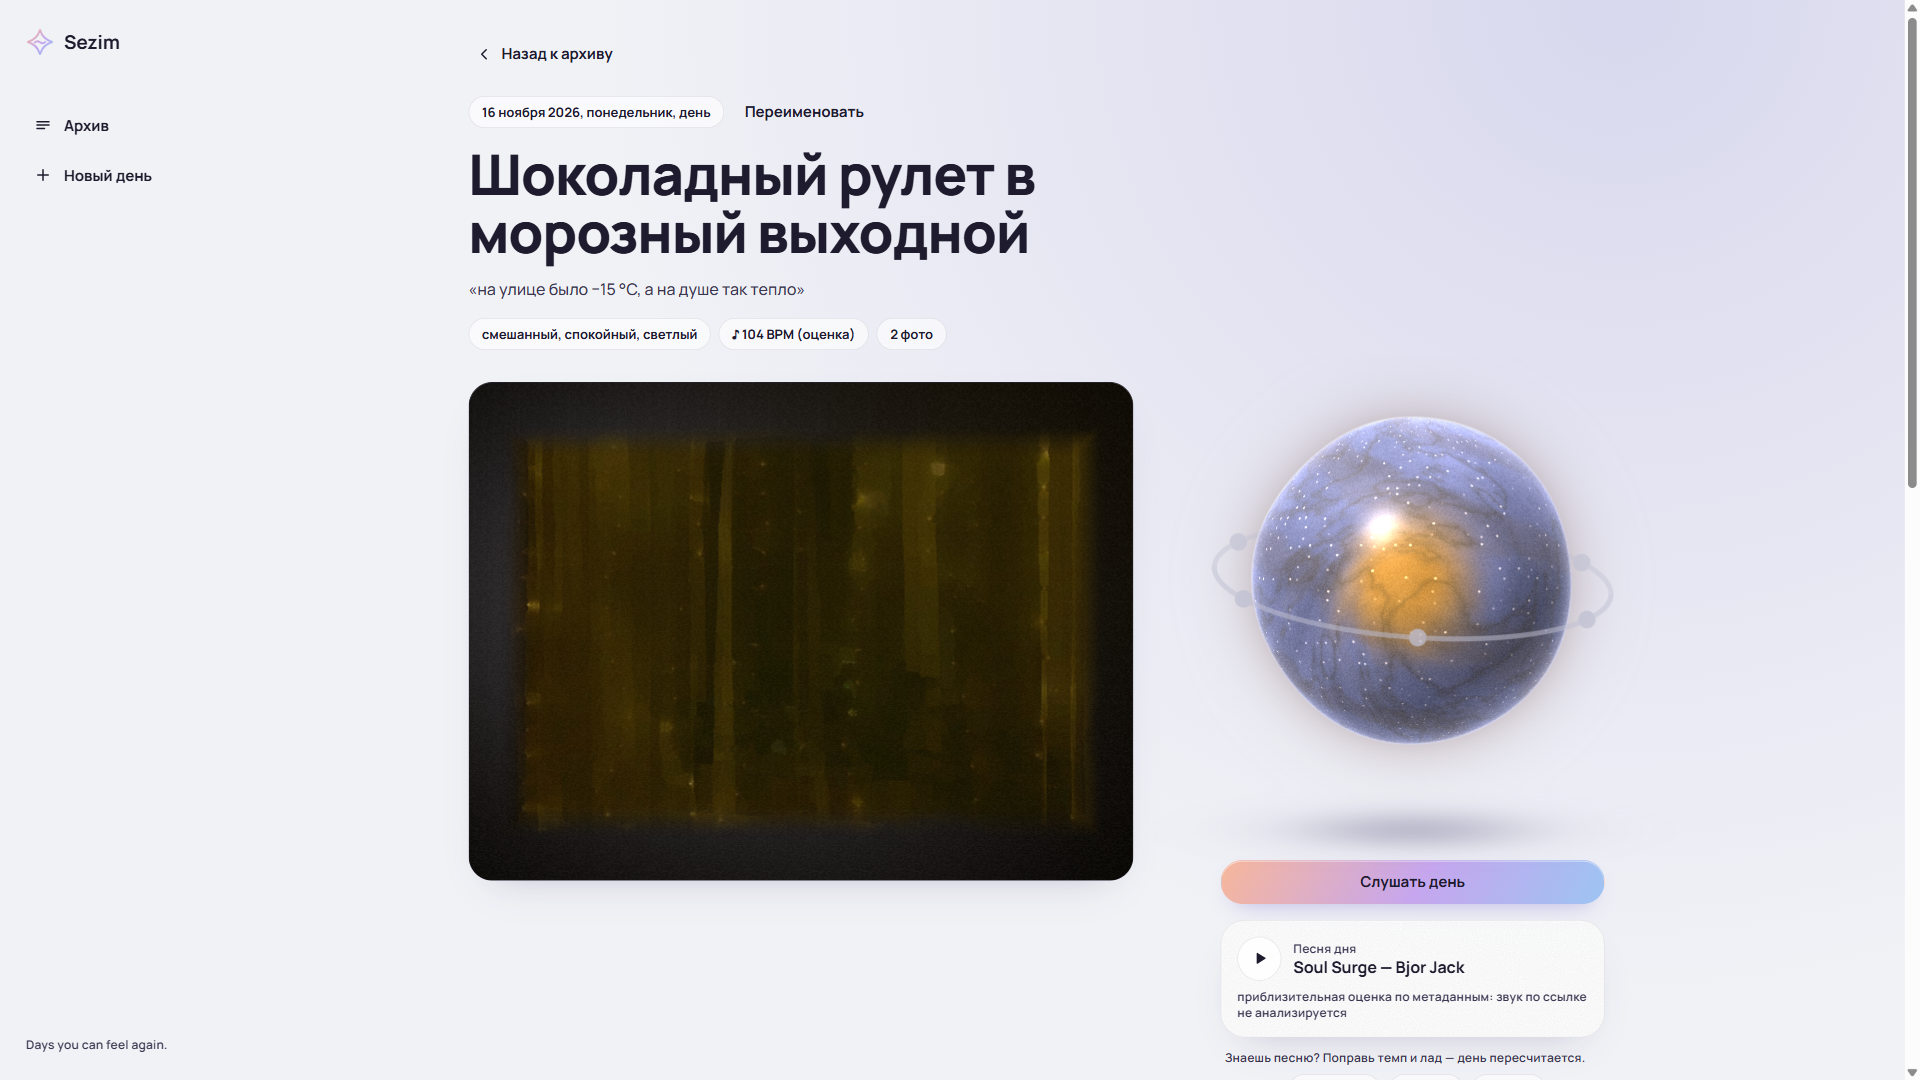 Sezim
Архив
Новый день
Назад к архиву
16 ноября 2026, понедельник, день
Переименовать
Шоколадный рулет в
морозный выходной
«на улице было −15 °C, а на душе так тепло»
смешанный, спокойный, светлый
♪ 104 BPM (оценка)
2 фото
Слушать день
Песня дня
Soul Surge — Bjor Jack
приблизительная оценка по метаданным: звук по ссылке
не анализируется
Знаешь песню? Поправь темп и лад — день пересчитается.
Days you can feel again.